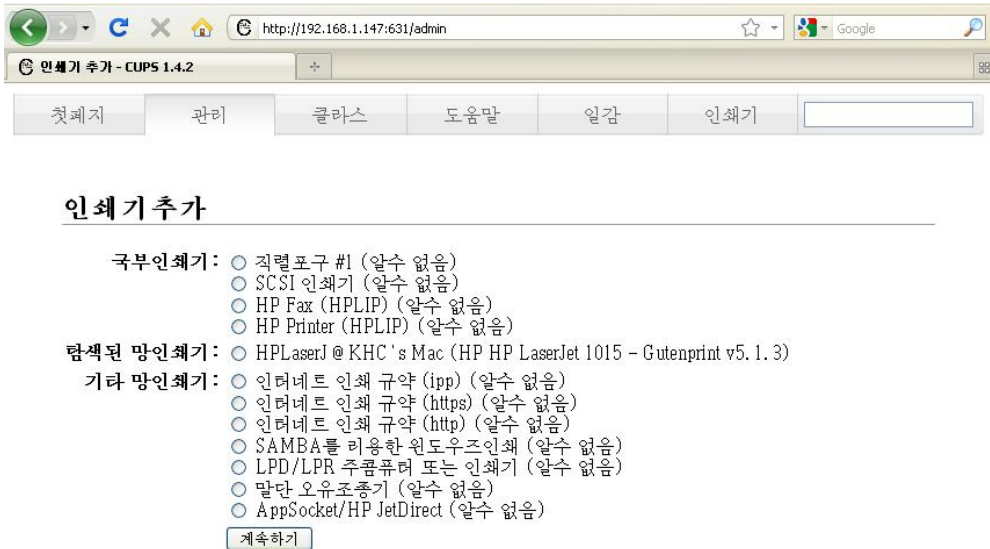 http://192.168.1.147:631/admin
Google
인쇄기 추가 - CUPS 1.4.2
첫페지 관리 클라스 도움말 일감 인쇄기
인쇄기추가
국부인쇄기: 직렬포구 #1 (알수 없음)
SCSI 인쇄기 (알수 없음)
HP Fax (HPLIP) (알수 없음)
HP Printer (HPLIP) (알수 없음)
탐색된 망인쇄기: HPLaserJ @ KHC's Mac (HP HP LaserJet 1015 - Gutenprint v5.1.3)
기타 망인쇄기: 인터네트 인쇄 규약 (ipp) (알수 없음)
인터네트 인쇄 규약 (https) (알수 없음)
인터네트 인쇄 규약 (http) (알수 없음)
SAMBA를 리용한 윈도우즈인쇄 (알수 없음)
LPD/LPR 주콤퓨터 또는 인쇄기 (알수 없음)
말단 오유조종기 (알수 없음)
AppSocket/HP JetDirect (알수 없음)
계속하기